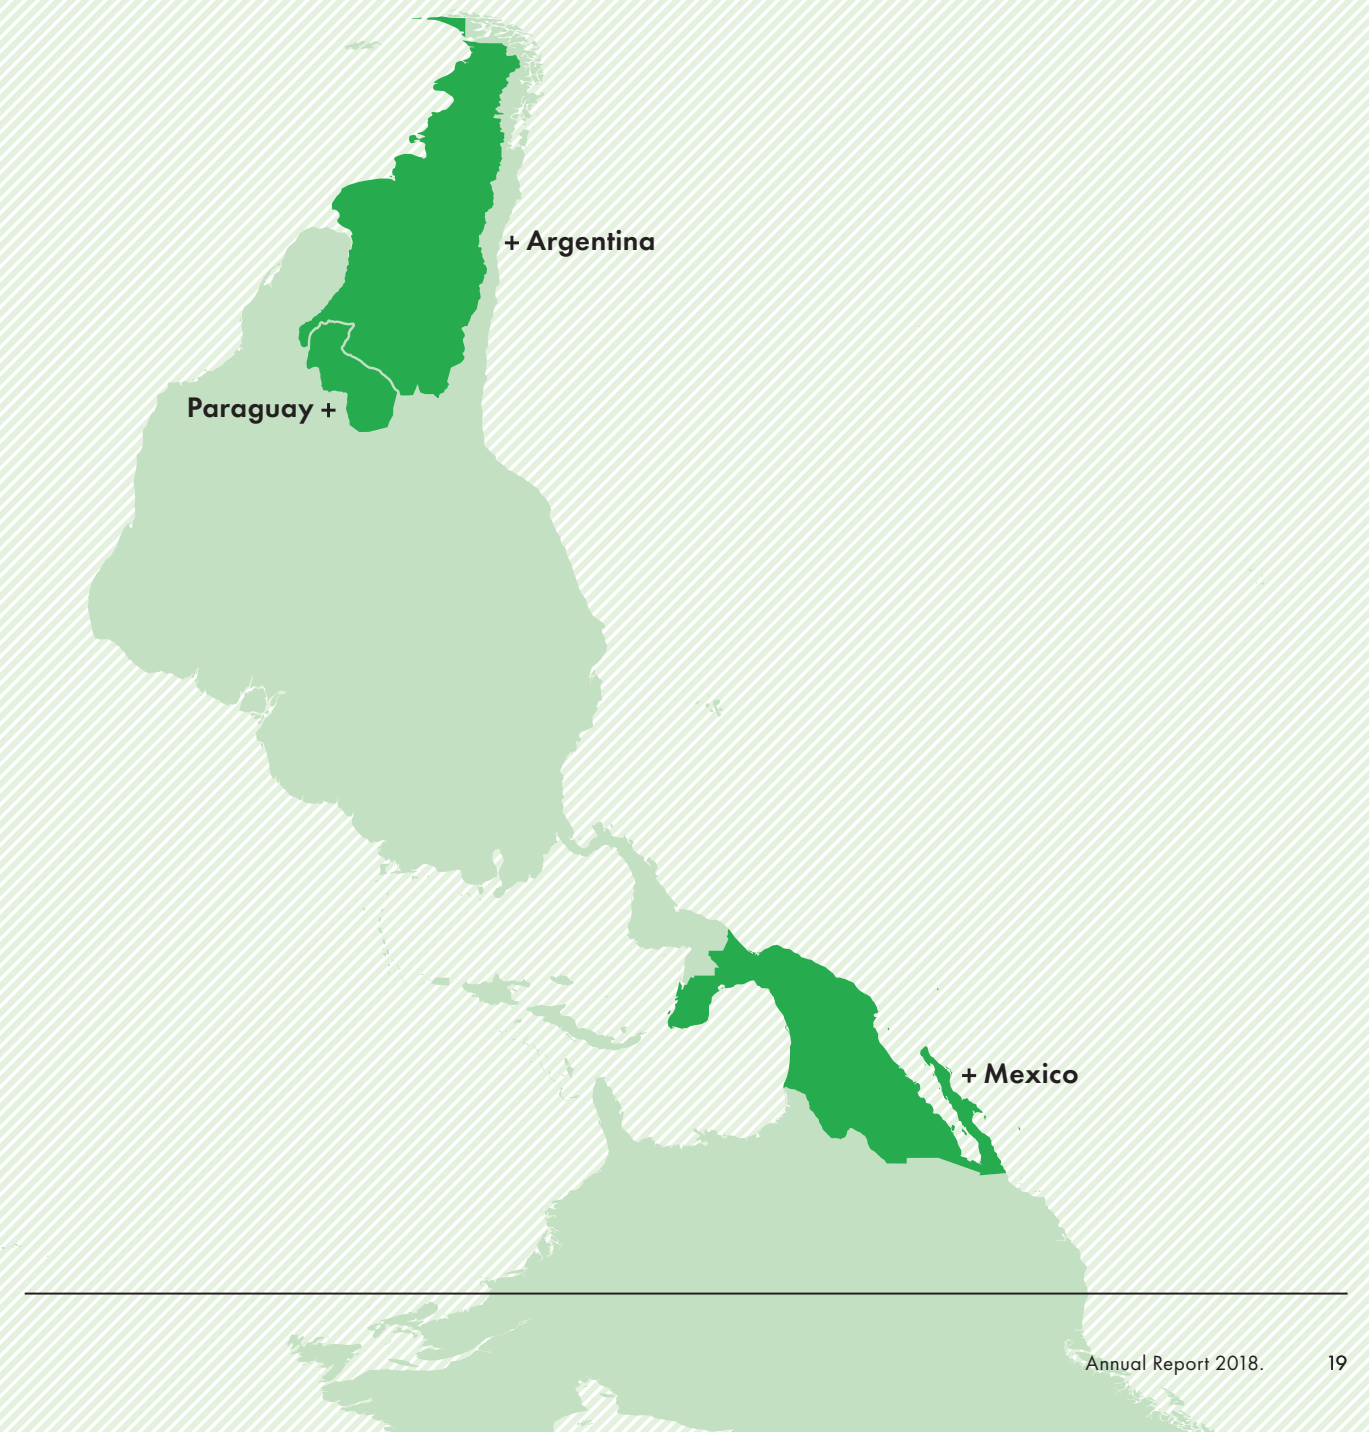 + Argentina
Paraguay +
+ Mexico
Annual Report 2018. 19